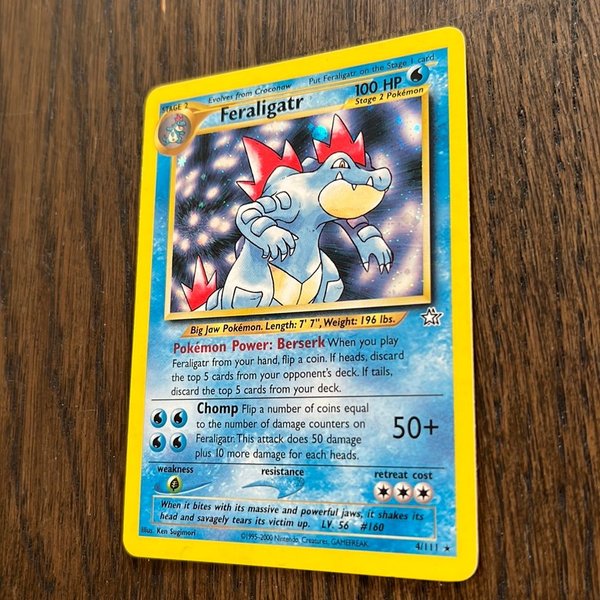 STAGE 2
Evolves from Croconaw
Put Feraligatr on the Stage 1 card
Feraligatr
100 HP
Stage 2 Pokémon
Big Jaw Pokémon. Length: 7' 7", Weight: 196 lbs.
Pokémon Power: Berserk When you play
Feraligatr from your hand, flip a coin. If heads, discard
the top 5 cards from your opponent's deck. If tails,
discard the top 5 cards from your deck.
Chomp Flip a number of coins equal
to the number of damage counters on
Feraligatr. This attack does 50 damage
plus 10 more damage for each heads.
50+
weakness
resistance
retreat cost
When it bites with its massive and powerful jaws, it shakes its
head and savagely tears its victim up. LV. 56 #160
Illus. Ken Sugimori
©1995-2000 Nintendo, Creatures, GAMEFREAK.
4/111 ★